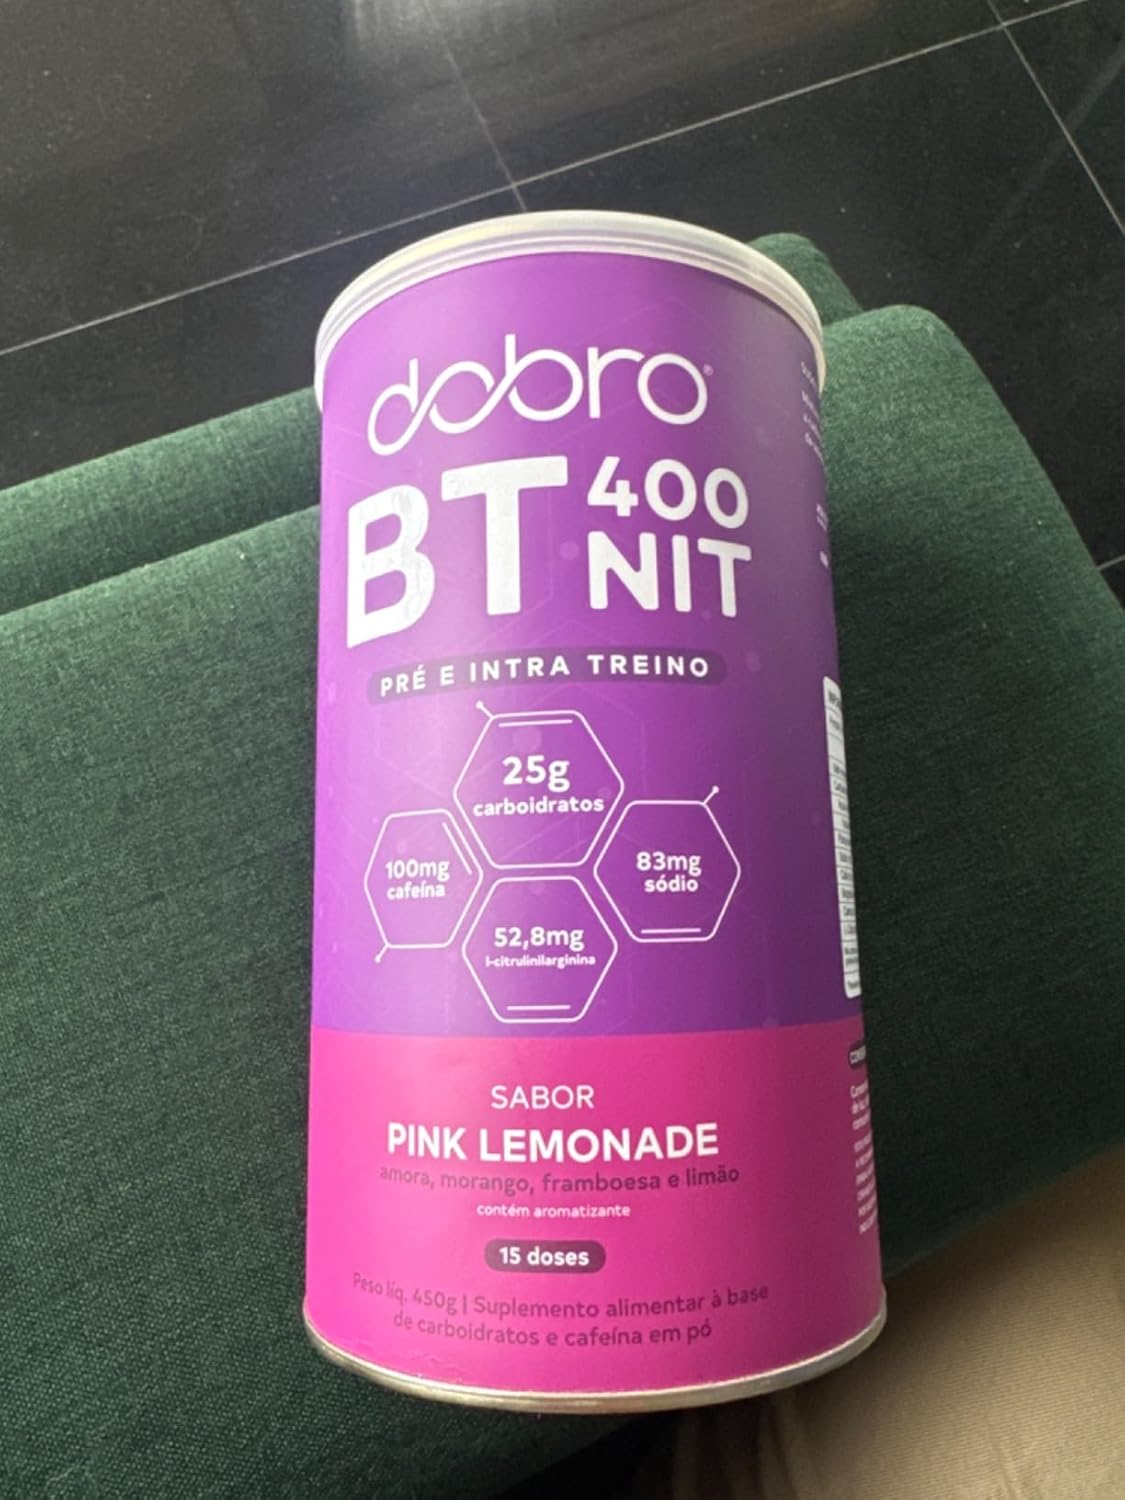 dobro®
BT 400
NIT
PRÉ E INTRA TREINO
25g
carboidratos
100mg
cafeína
83mg
sódio
52,8mg
l-citrulinilarginina
SABOR
PINK LEMONADE
amora, morango, framboesa e limão
contém aromatizante
15 doses
Peso líq. 450g | Suplemento alimentar à base
de carboidratos e cafeína em pó